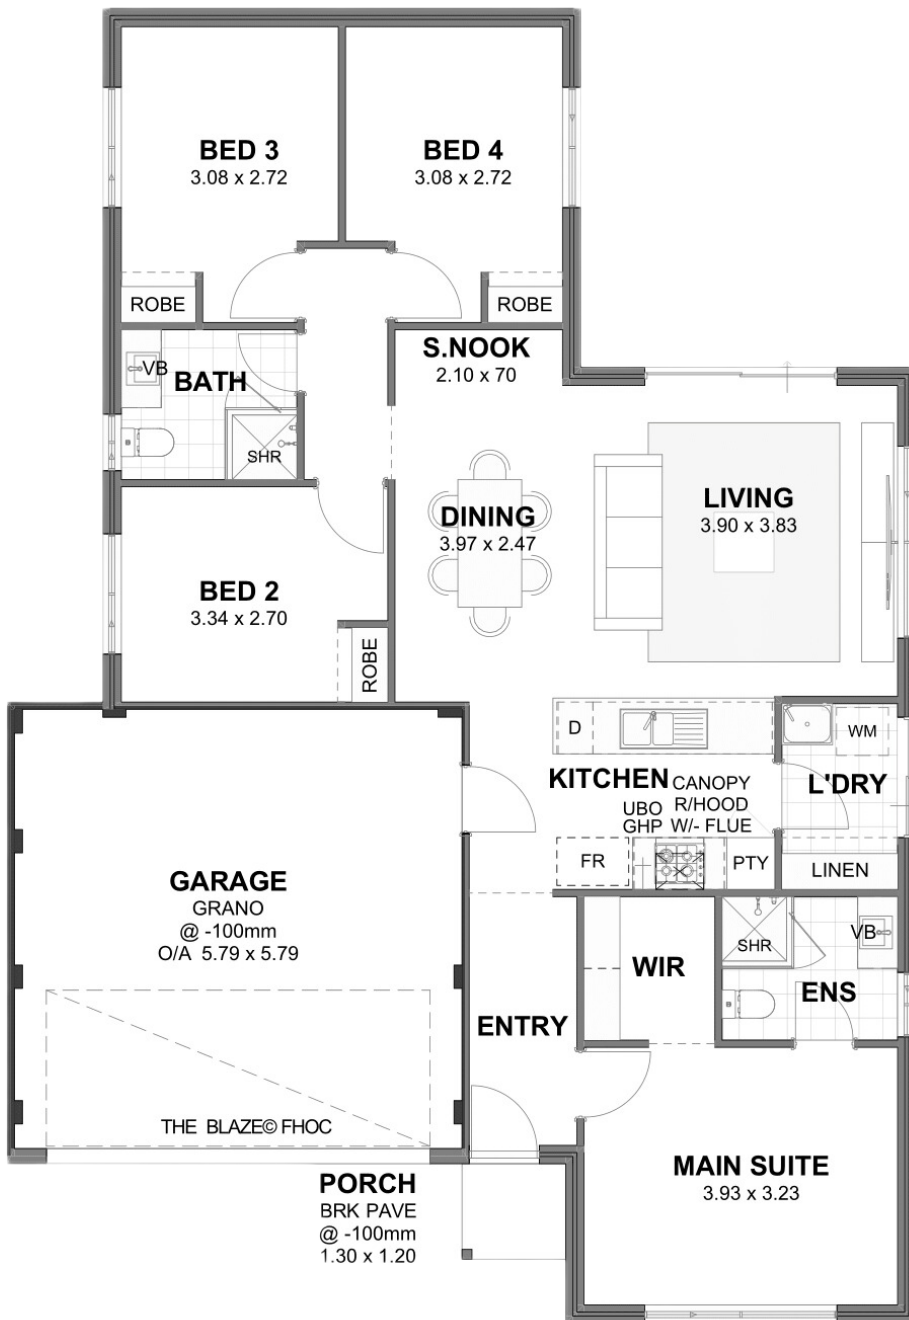 BED 3
3.08 x 2.72
BED 4
3.08 x 2.72
ROBE
ROBE
VB
BATH
SHR
S.NOOK
2.10 x 70
DINING
3.97 x 2.47
LIVING
3.90 x 3.83
BED 2
3.34 x 2.70
ROBE
D
WM
KITCHEN
CANOPY
UBO R/HOOD
GHP W/- FLUE
L'DRY
FR
PTY
LINEN
GARAGE
GRANO
@ -100mm
O/A 5.79 x 5.79
SHR
VB
WIR
ENS
ENTRY
THE BLAZE© FHOC
PORCH
BRK PAVE
@ -100mm
1.30 x 1.20
MAIN SUITE
3.93 x 3.23